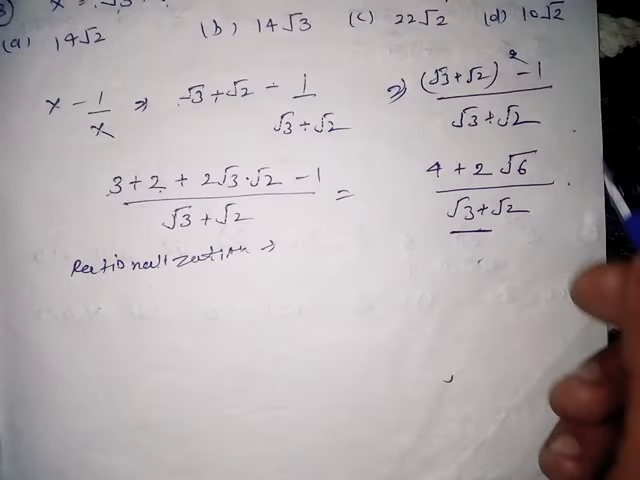 (a) 14√2 (b) 14√3 (c) 22√2 (d) 10√2
x - 1/x ⇒ √3+√2 - 1/(√3+√2) ⇒ ((√3+√2)² - 1)/(√3+√2)
(3+2+2√3·√2 - 1)/(√3+√2) = (4+2√6)/(√3+√2)
Rationalization ⇒